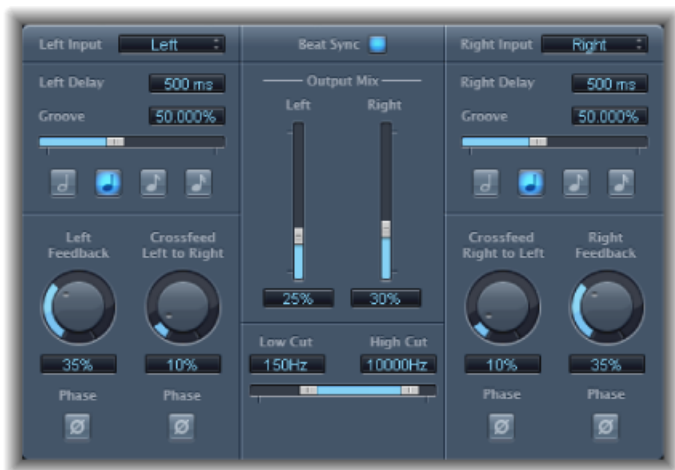 Left Input Left
Beat Sync
Right Input Right
Left Delay 500 ms
Groove 50.000%
Output Mix
Left Right
25% 30%
Right Delay 500 ms
Groove 50.000%
Left Feedback
35%
Phase
Ø
Crossfeed Left to Right
10%
Phase
Ø
Low Cut High Cut
150Hz 10000Hz
Crossfeed Right to Left
10%
Phase
Ø
Right Feedback
35%
Phase
Ø